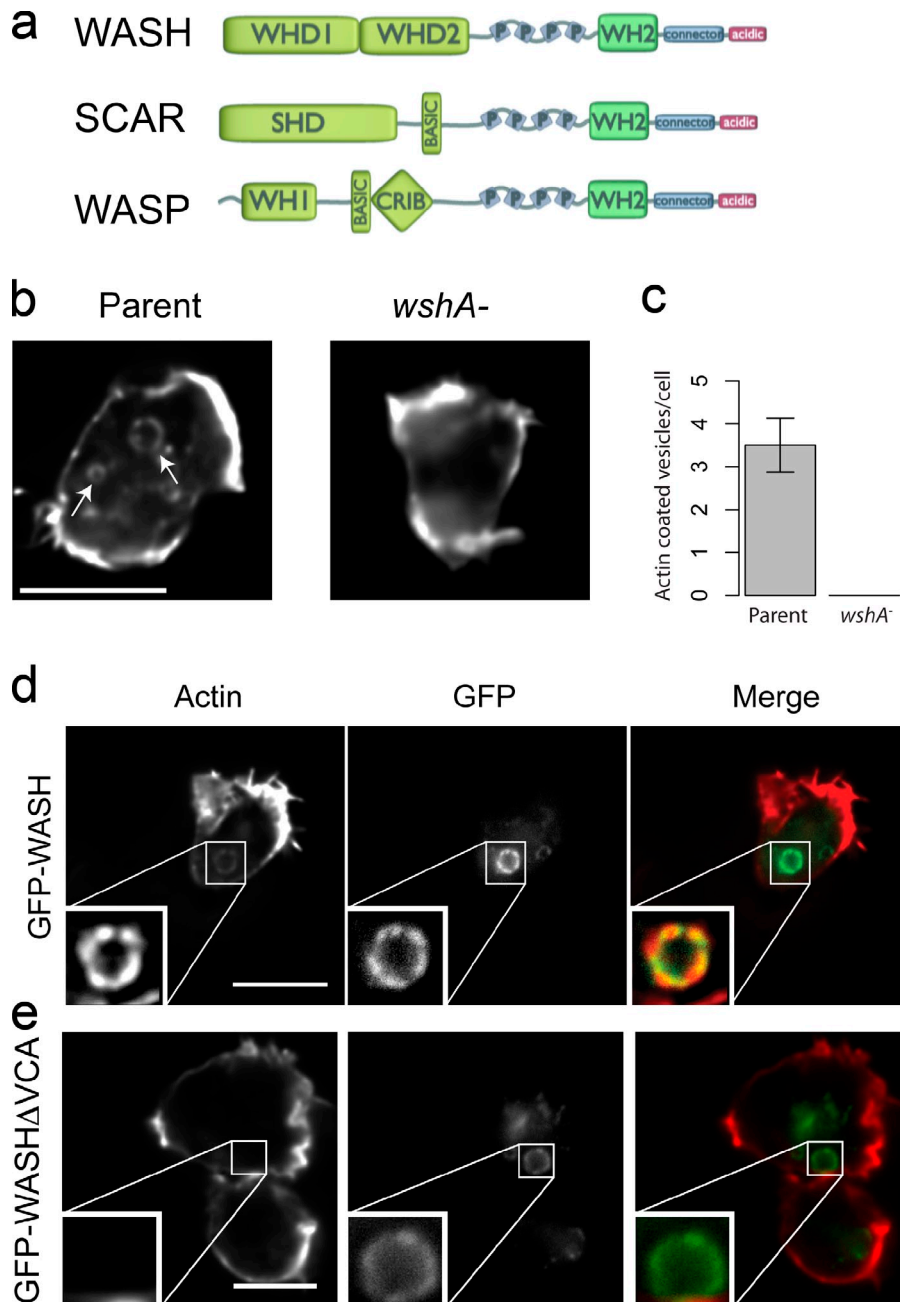 a
WASH WHD1 WHD2 P P P P WH2 connector acidic
SCAR SHD BASIC P P P P WH2 connector acidic
WASP WH1 BASIC CRIB P P P P WH2 connector acidic
b Parent wshA-
c
Actin coated vesicles/cell
5
4
3
2
1
0
Parent wshA-
d
Actin GFP Merge
GFP-WASH
e
GFP-WASHΔVCA